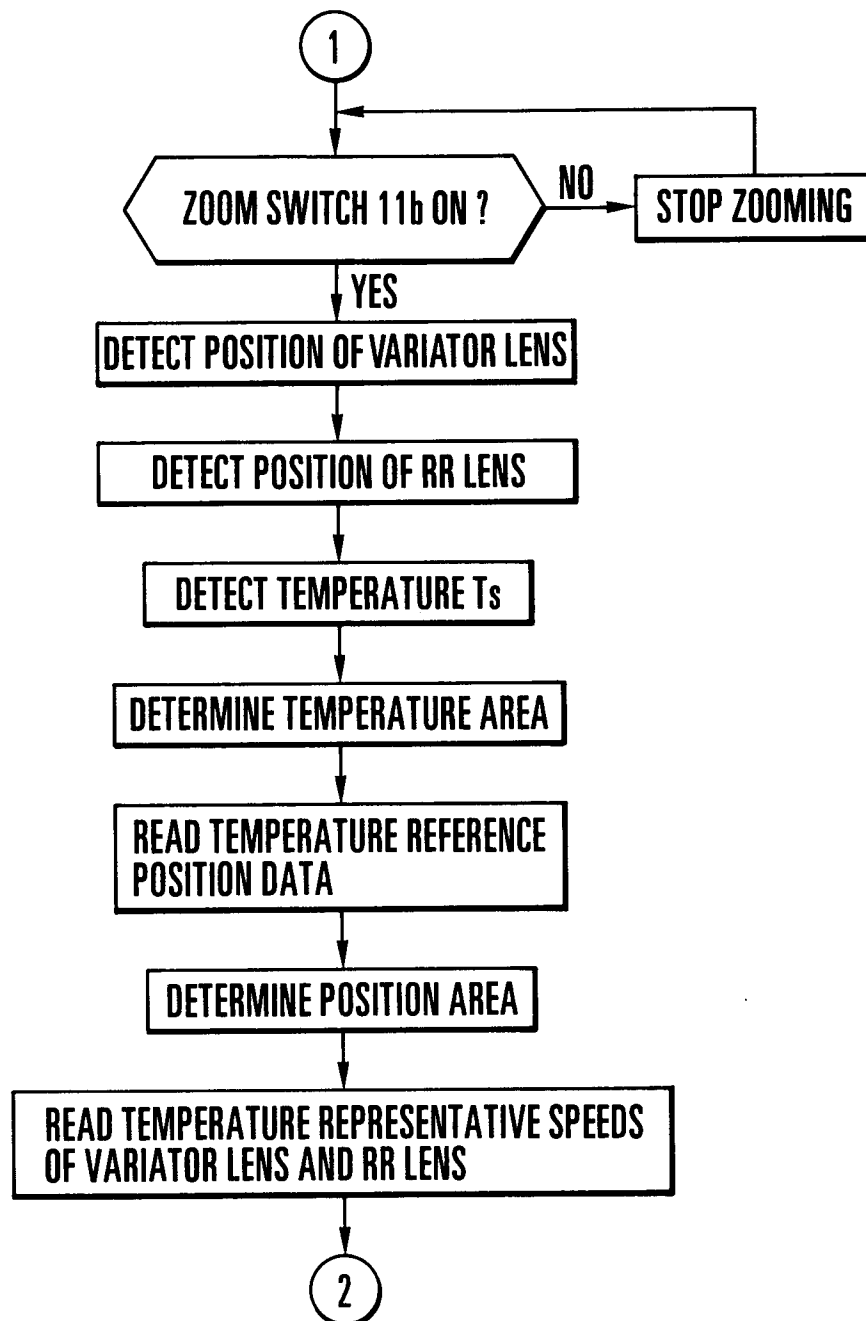 1
ZOOM SWITCH 11b ON ?
NO
STOP ZOOMING
YES
DETECT POSITION OF VARIATOR LENS
DETECT POSITION OF RR LENS
DETECT TEMPERATURE Ts
DETERMINE TEMPERATURE AREA
READ TEMPERATURE REFERENCE
POSITION DATA
DETERMINE POSITION AREA
READ TEMPERATURE REPRESENTATIVE SPEEDS
OF VARIATOR LENS AND RR LENS
2